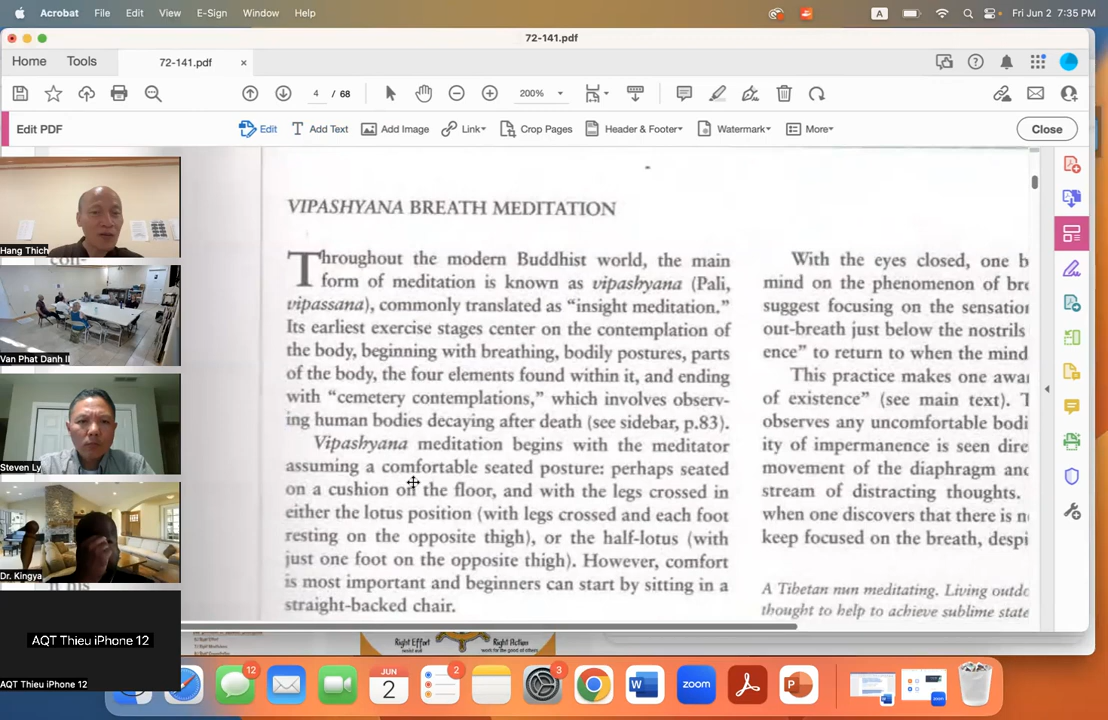 Acrobat File Edit View E-Sign Window Help
A
Fri Jun 2 7:35 PM
72-141.pdf
Home Tools 72-141.pdf ×
4 / 68
200%
Edit PDF
Edit Add Text Add Image Link Crop Pages Header & Footer Watermark More
Close
Hang Thich
Van Phat Danh II
Steven Ly
Dr. Kingya
AQT Thieu iPhone 12
AQT Thieu iPhone 12
VIPASHYANA BREATH MEDITATION
Throughout the modern Buddhist world, the main
form of meditation is known as vipashyana (Pali,
vipassana), commonly translated as “insight meditation.”
Its earliest exercise stages center on the contemplation of
the body, beginning with breathing, bodily postures, parts
of the body, the four elements found within it, and ending
with “cemetery contemplations,” which involves observ-
ing human bodies decaying after death (see sidebar, p.83).
Vipashyana meditation begins with the meditator
assuming a comfortable seated posture: perhaps seated
on a cushion on the floor, and with the legs crossed in
either the lotus position (with legs crossed and each foot
resting on the opposite thigh), or the half-lotus (with
just one foot on the opposite thigh). However, comfort
is most important and beginners can start by sitting in a
straight-backed chair.
With the eyes closed, one b
mind on the phenomenon of bre
suggest focusing on the sensation
out-breath just below the nostrils
ence” to return to when the mind
This practice makes one awar
of existence” (see main text). T
observes any uncomfortable bodi
ity of impermanence is seen dire
movement of the diaphragm and
stream of distracting thoughts.
when one discovers that there is n
keep focused on the breath, despi
A Tibetan nun meditating. Living outdo
thought to help to achieve sublime state
Right Effort
Right Action
12
JUN
2
2
3
zoom